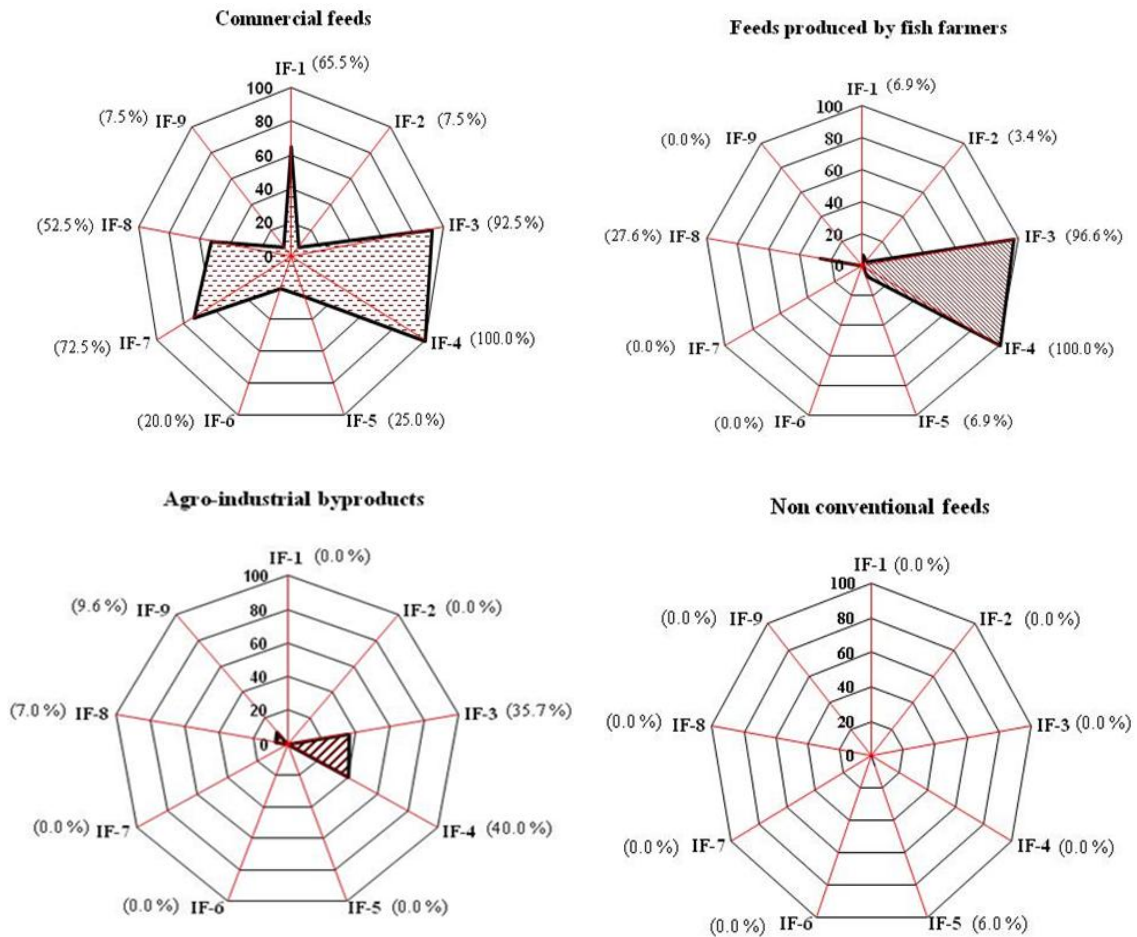 Commercial feeds
IF-1 (65.5 %)
100
80
60
40
20
0
IF-2 (7.5 %)
IF-3 (92.5 %)
IF-4 (100.0 %)
IF-5 (25.0 %)
(20.0 %) IF-6
(72.5 %) IF-7
(52.5 %) IF-8
(7.5 %) IF-9
Feeds produced by fish farmers
IF-1 (6.9 %)
100
80
60
40
20
0
IF-2 (3.4 %)
IF-3 (96.6 %)
IF-4 (100.0 %)
IF-5 (6.9 %)
(0.0 %) IF-6
(0.0 %) IF-7
(27.6 %) IF-8
(0.0 %) IF-9
Agro-industrial byproducts
IF-1 (0.0 %)
100
80
60
40
20
0
IF-2 (0.0 %)
IF-3 (35.7 %)
IF-4 (40.0 %)
IF-5 (0.0 %)
(0.0 %) IF-6
(0.0 %) IF-7
(7.0 %) IF-8
(9.6 %) IF-9
Non conventional feeds
IF-1 (0.0 %)
100
80
60
40
20
0
IF-2 (0.0 %)
IF-3 (0.0 %)
IF-4 (0.0 %)
IF-5 (6.0 %)
(0.0 %) IF-6
(0.0 %) IF-7
(0.0 %) IF-8
(0.0 %) IF-9